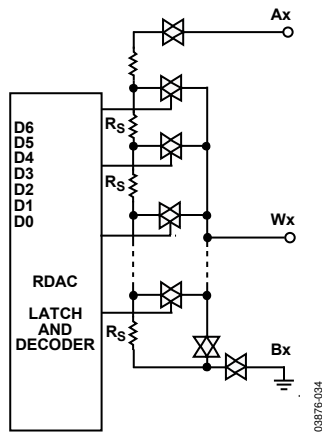 Ax
D6
D5
D4
D3
D2
D1
D0
RS
RS
Wx
RDAC
LATCH
AND
DECODER
RS
Bx
03876-034